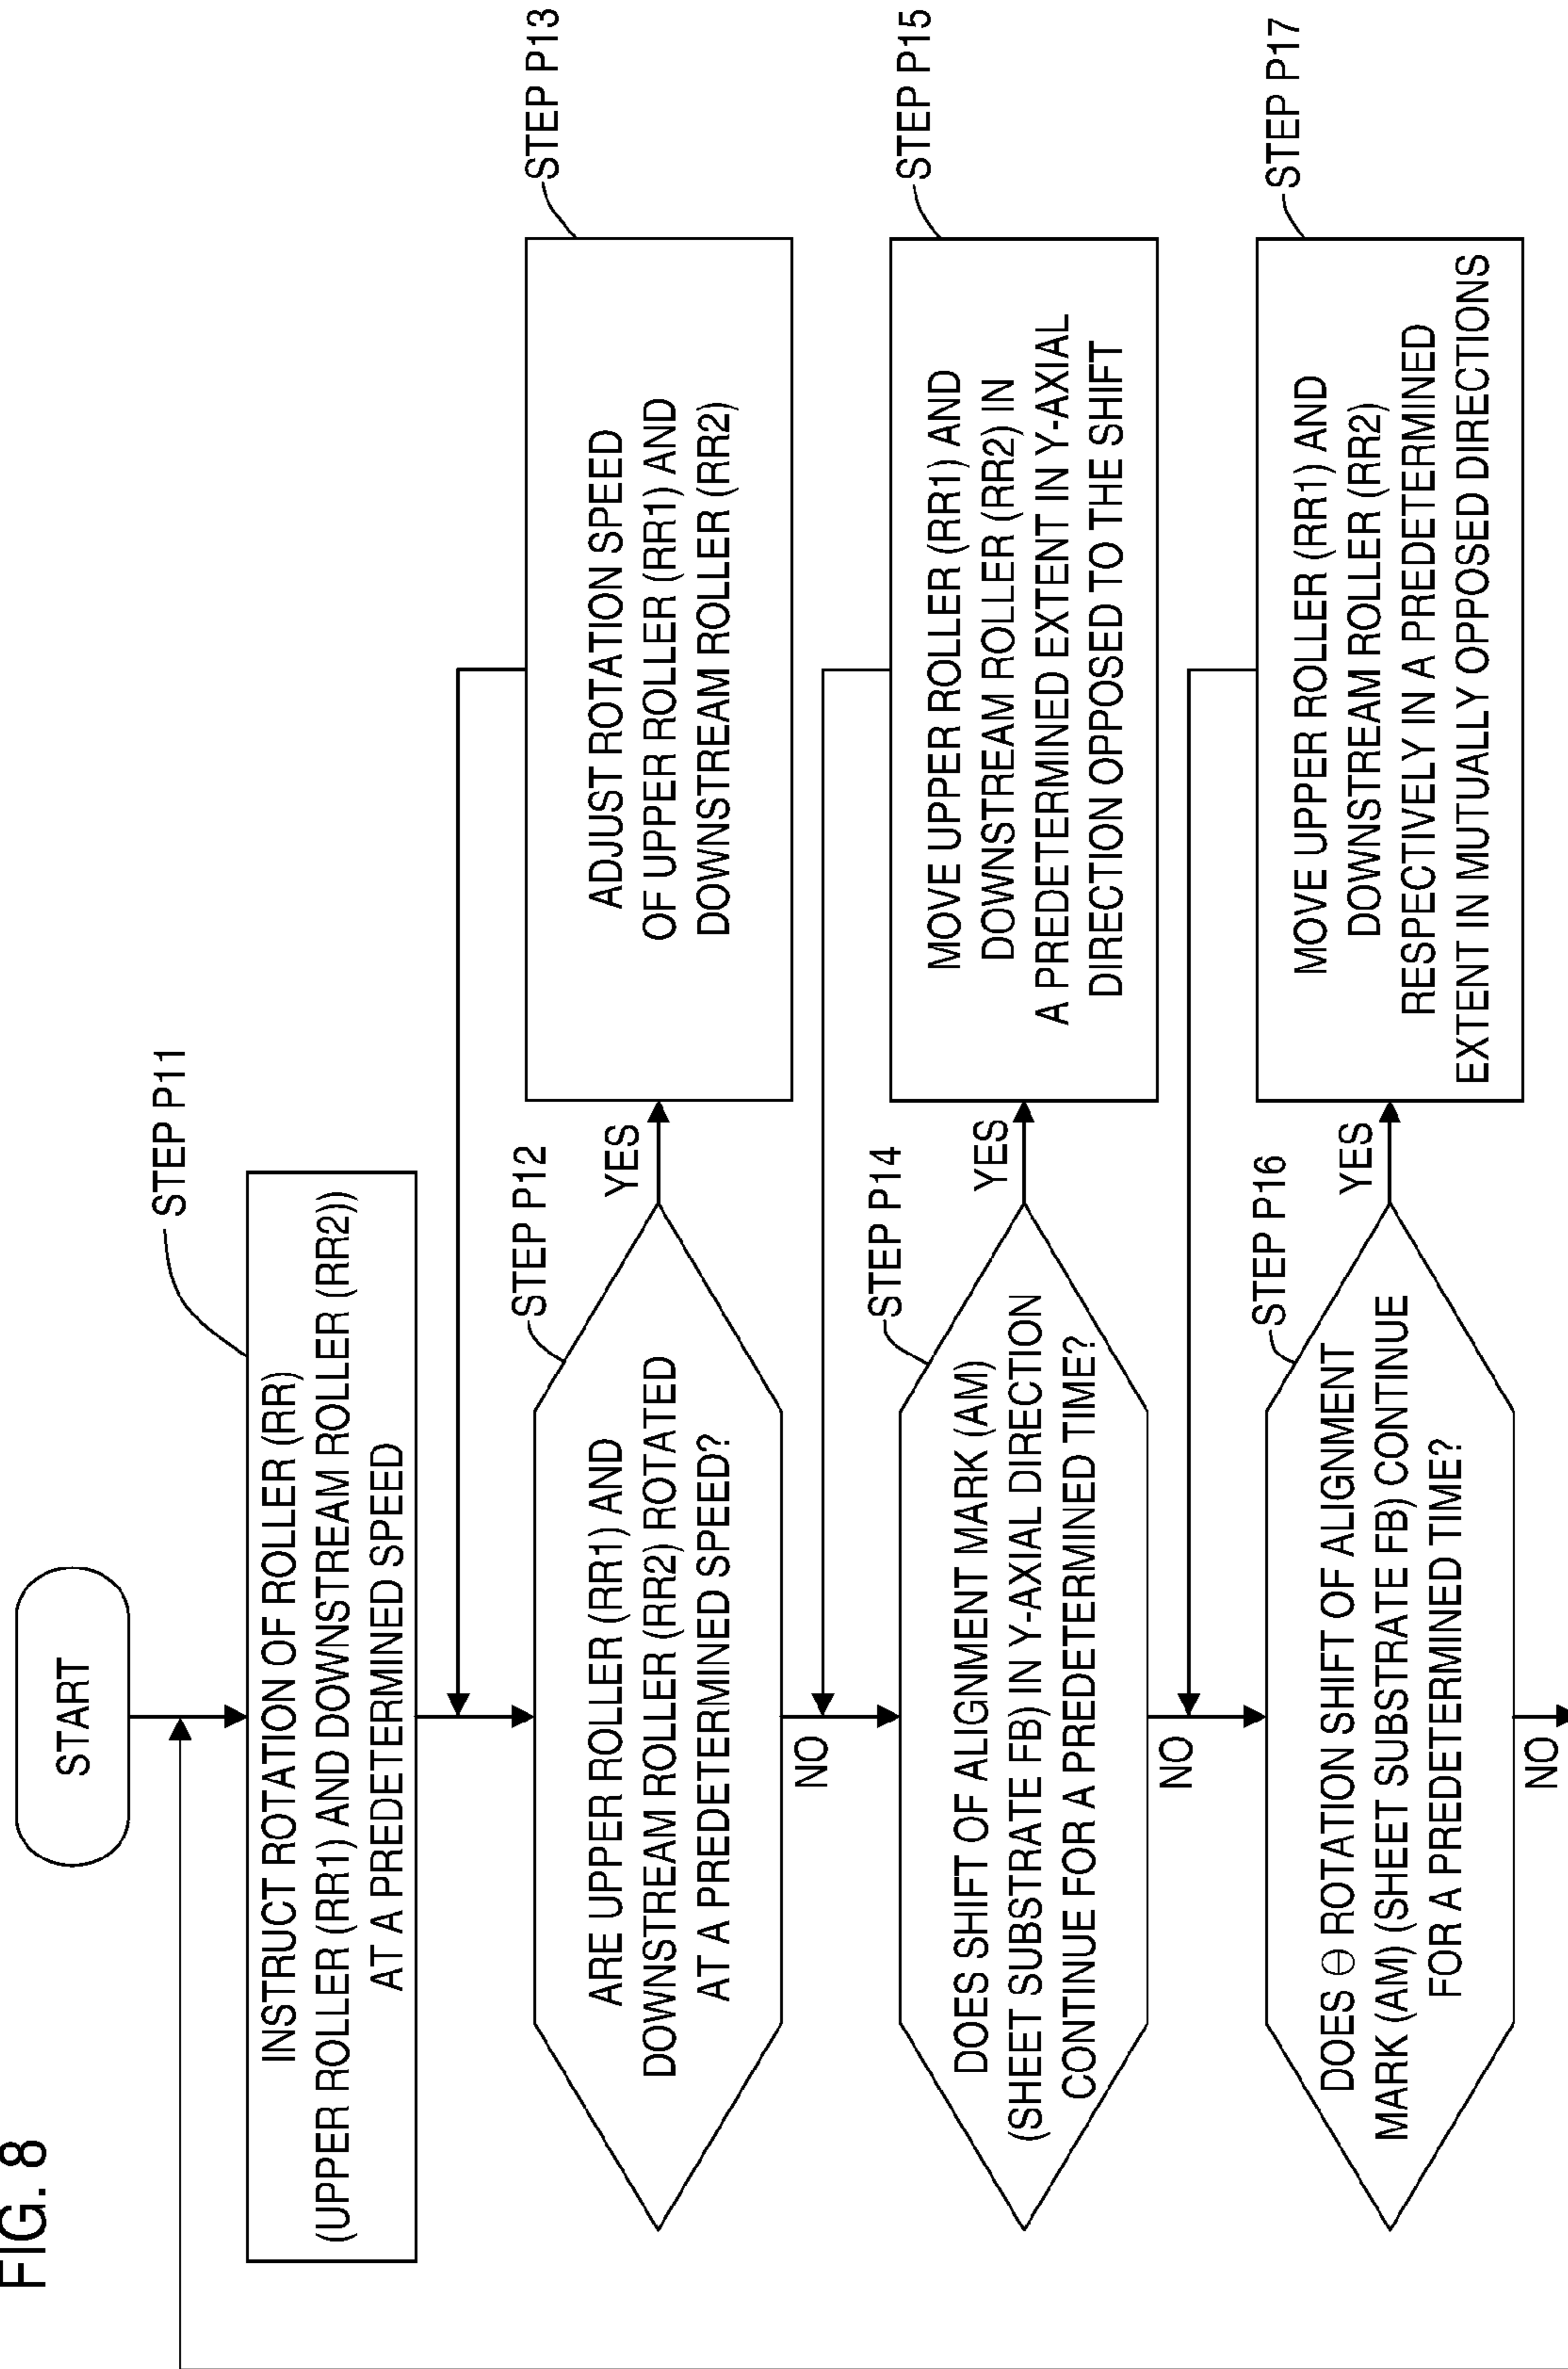 FIG. 8
START
STEP P11
INSTRUCT ROTATION OF ROLLER (RR)
(UPPER ROLLER (RR1) AND DOWNSTREAM ROLLER (RR2))
AT A PREDETERMINED SPEED
STEP P12
ARE UPPER ROLLER (RR1) AND
DOWNSTREAM ROLLER (RR2) ROTATED
AT A PREDETERMINED SPEED?
YES
STEP P13
ADJUST ROTATION SPEED
OF UPPER ROLLER (RR1) AND
DOWNSTREAM ROLLER (RR2)
NO
STEP P14
DOES SHIFT OF ALIGNMENT MARK (AM)
(SHEET SUBSTRATE FB) IN Y-AXIAL DIRECTION
CONTINUE FOR A PREDETERMINED TIME?
YES
STEP P15
MOVE UPPER ROLLER (RR1) AND
DOWNSTREAM ROLLER (RR2) IN
A PREDETERMINED EXTENT IN Y-AXIAL
DIRECTION OPPOSED TO THE SHIFT
NO
STEP P16
DOES Θ ROTATION SHIFT OF ALIGNMENT
MARK (AM) (SHEET SUBSTRATE FB) CONTINUE
FOR A PREDETERMINED TIME?
YES
STEP P17
MOVE UPPER ROLLER (RR1) AND
DOWNSTREAM ROLLER (RR2)
RESPECTIVELY IN A PREDETERMINED
EXTENT IN MUTUALLY OPPOSED DIRECTIONS
NO